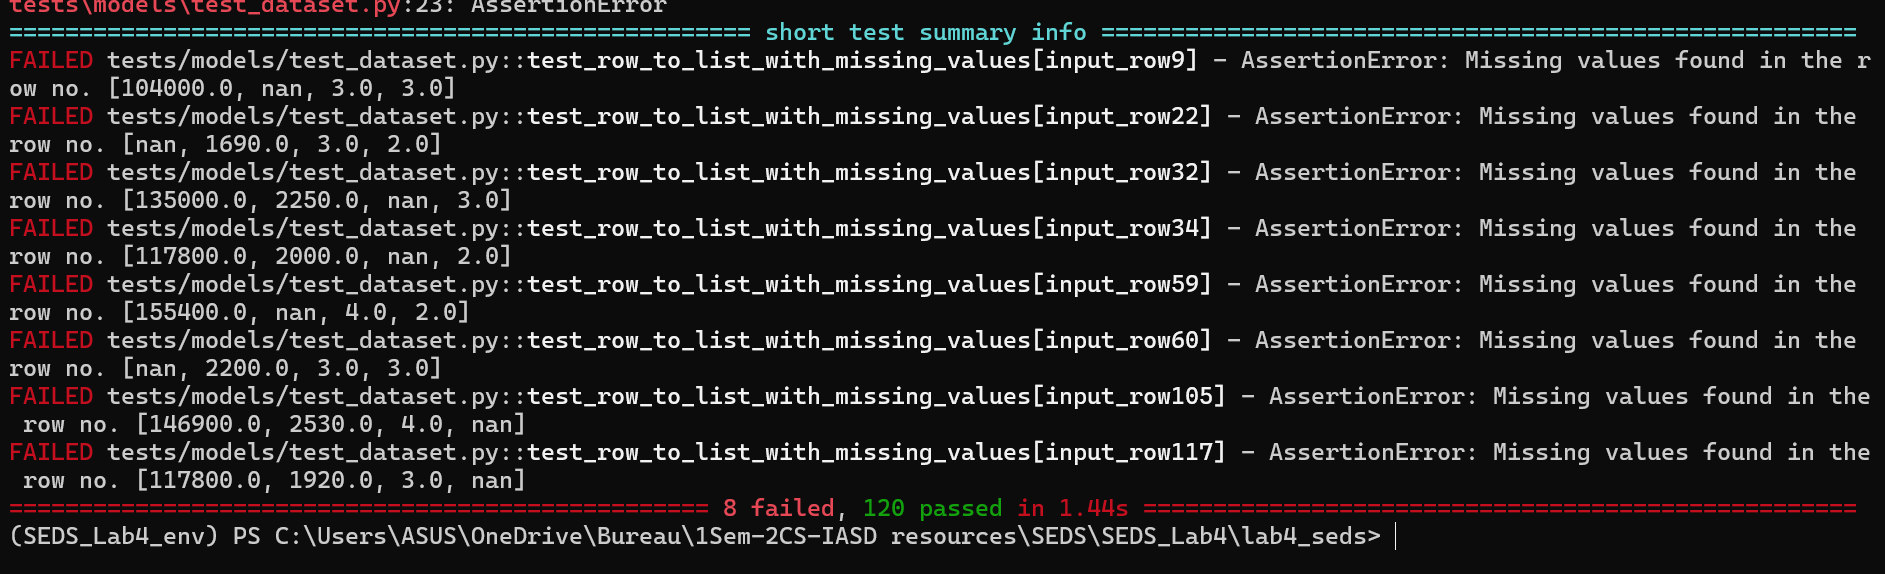 tests\models\test_dataset.py:23: AssertionError
===================================================== short test summary info ======================================================
FAILED tests/models/test_dataset.py::test_row_to_list_with_missing_values[input_row9] - AssertionError: Missing values found in the r
ow no. [104000.0, nan, 3.0, 3.0]
FAILED tests/models/test_dataset.py::test_row_to_list_with_missing_values[input_row22] - AssertionError: Missing values found in the
row no. [nan, 1690.0, 3.0, 2.0]
FAILED tests/models/test_dataset.py::test_row_to_list_with_missing_values[input_row32] - AssertionError: Missing values found in the
row no. [135000.0, 2250.0, nan, 3.0]
FAILED tests/models/test_dataset.py::test_row_to_list_with_missing_values[input_row34] - AssertionError: Missing values found in the
row no. [117800.0, 2000.0, nan, 2.0]
FAILED tests/models/test_dataset.py::test_row_to_list_with_missing_values[input_row59] - AssertionError: Missing values found in the
row no. [155400.0, nan, 4.0, 2.0]
FAILED tests/models/test_dataset.py::test_row_to_list_with_missing_values[input_row60] - AssertionError: Missing values found in the
row no. [nan, 2200.0, 3.0, 3.0]
FAILED tests/models/test_dataset.py::test_row_to_list_with_missing_values[input_row105] - AssertionError: Missing values found in the
 row no. [146900.0, 2530.0, 4.0, nan]
FAILED tests/models/test_dataset.py::test_row_to_list_with_missing_values[input_row117] - AssertionError: Missing values found in the
 row no. [117800.0, 1920.0, 3.0, nan]
================================================== 8 failed, 120 passed in 1.44s ===================================================
(SEDS_Lab4_env) PS C:\Users\ASUS\OneDrive\Bureau\1Sem-2CS-IASD resources\SEDS\SEDS_Lab4\lab4_seds>